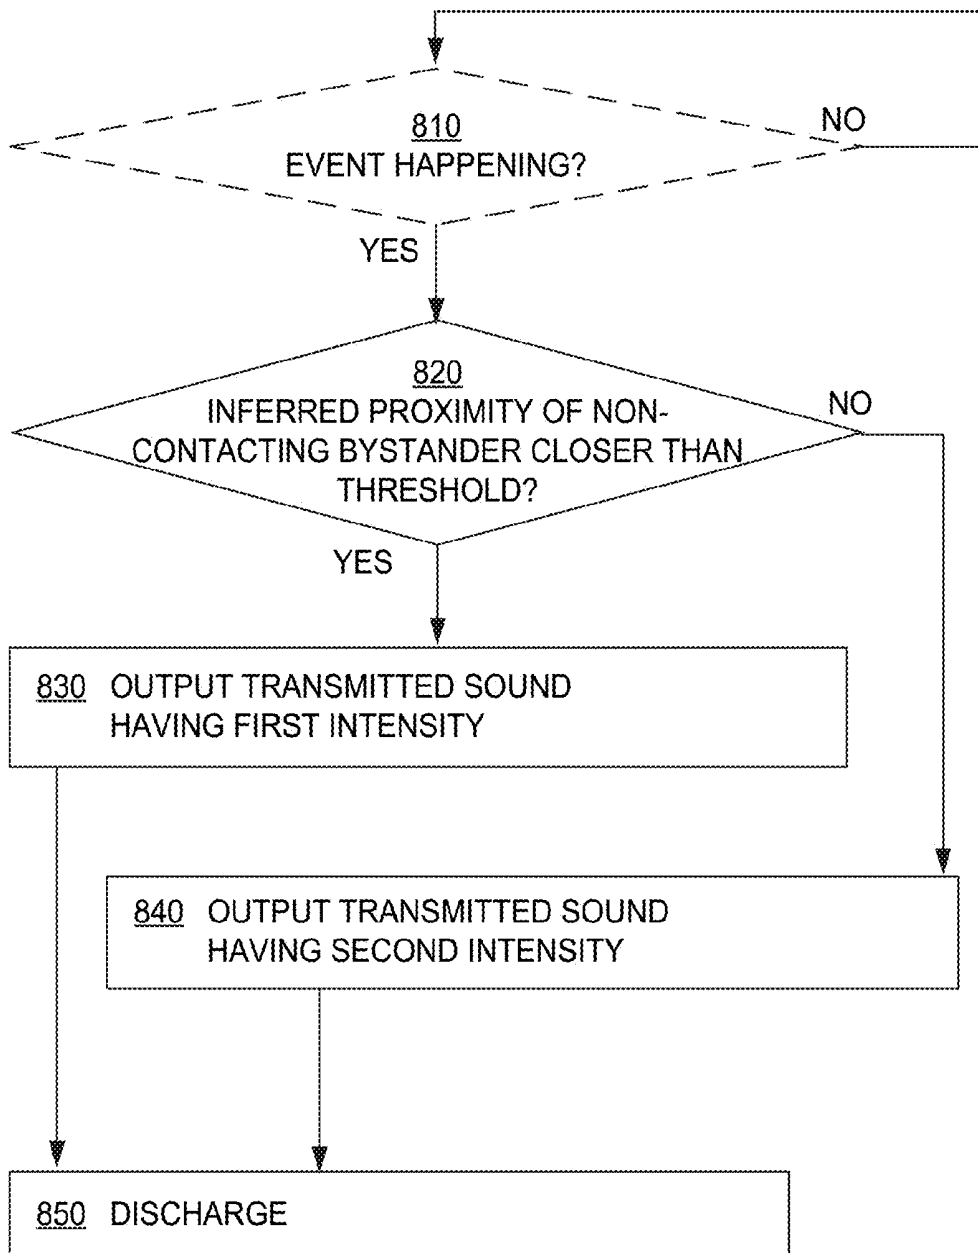 810
EVENT HAPPENING?
NO
YES
820
INFERRED PROXIMITY OF NON-
CONTACTING BYSTANDER CLOSER THAN
THRESHOLD?
NO
YES
830 OUTPUT TRANSMITTED SOUND
HAVING FIRST INTENSITY
840 OUTPUT TRANSMITTED SOUND
HAVING SECOND INTENSITY
850 DISCHARGE